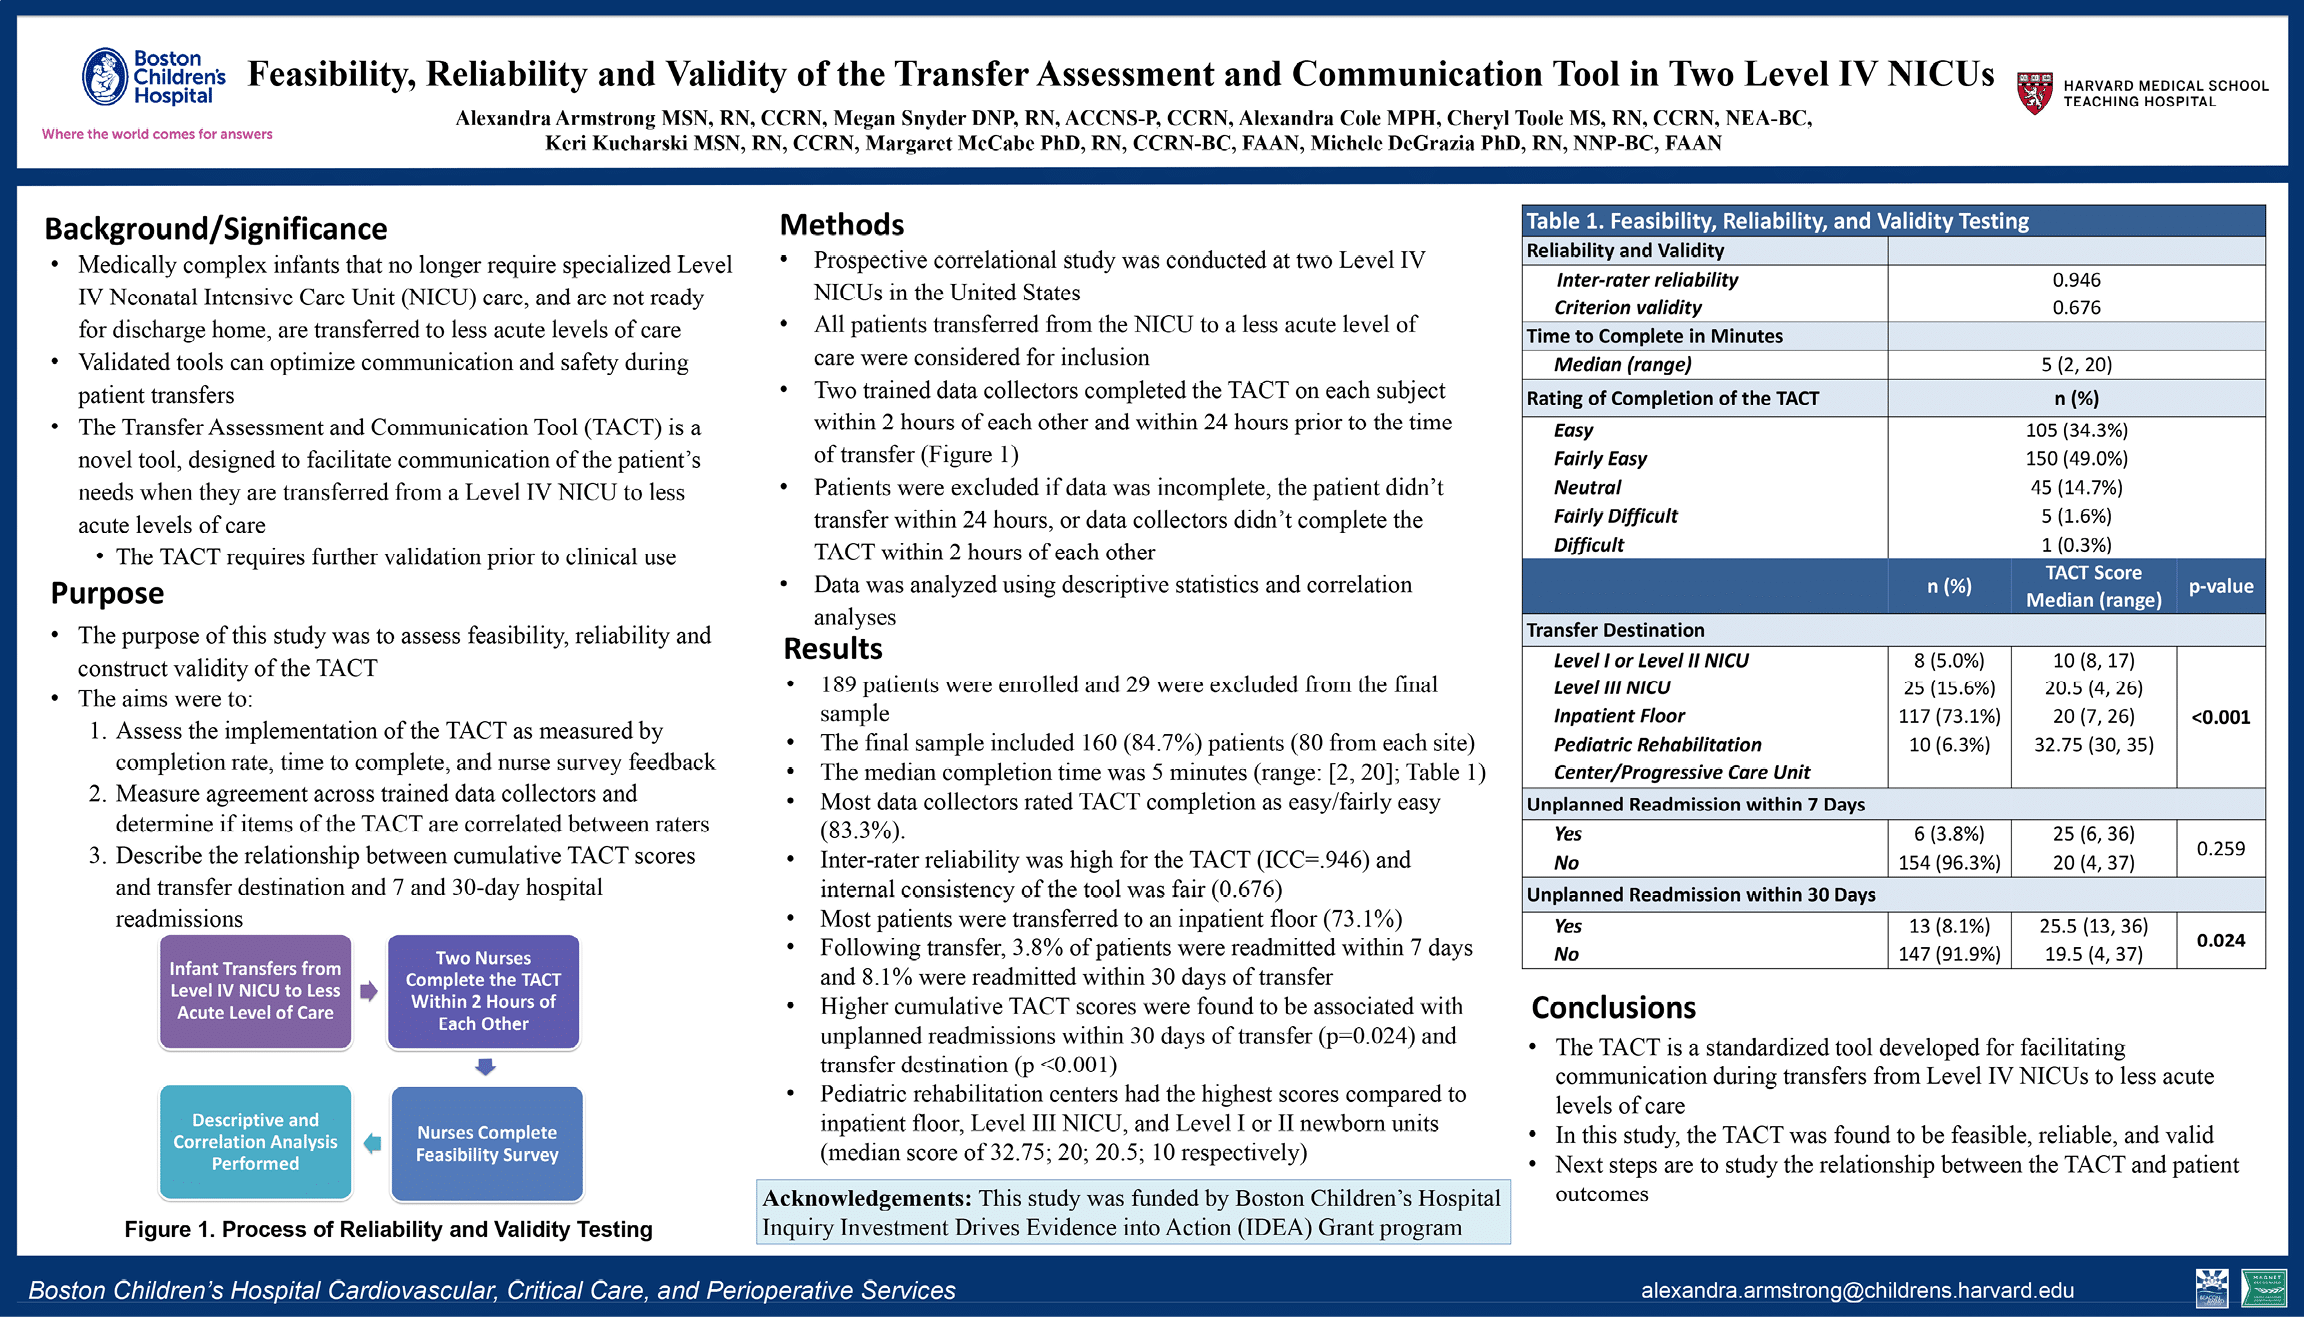 Boston
Children's
Hospital
Where the world comes for answers
Feasibility, Reliability and Validity of the Transfer Assessment and Communication Tool in Two Level IV NICUs
Alexandra Armstrong MSN, RN, CCRN, Megan Snyder DNP, RN, ACCNS-P, CCRN, Alexandra Cole MPH, Cheryl Toole MS, RN, CCRN, NEA-BC,
Keri Kucharski MSN, RN, CCRN, Margaret McCabe PhD, RN, CCRN-BC, FAAN, Michele DeGrazia PhD, RN, NNP-BC, FAAN
HARVARD MEDICAL SCHOOL
TEACHING HOSPITAL
Background/Significance
• Medically complex infants that no longer require specialized Level
IV Neonatal Intensive Care Unit (NICU) care, and are not ready
for discharge home, are transferred to less acute levels of care
• Validated tools can optimize communication and safety during
patient transfers
• The Transfer Assessment and Communication Tool (TACT) is a
novel tool, designed to facilitate communication of the patient's
needs when they are transferred from a Level IV NICU to less
acute levels of care
• The TACT requires further validation prior to clinical use
Purpose
• The purpose of this study was to assess feasibility, reliability and
construct validity of the TACT
• The aims were to:
1. Assess the implementation of the TACT as measured by
completion rate, time to complete, and nurse survey feedback
2. Measure agreement across trained data collectors and
determine if items of the TACT are correlated between raters
3. Describe the relationship between cumulative TACT scores
and transfer destination and 7 and 30-day hospital
readmissions
Infant Transfers from
Level IV NICU to Less
Acute Level of Care
Two Nurses
Complete the TACT
Within 2 Hours of
Each Other
Nurses Complete
Feasibility Survey
Descriptive and
Correlation Analysis
Performed
Figure 1. Process of Reliability and Validity Testing
Methods
• Prospective correlational study was conducted at two Level IV
NICUs in the United States
• All patients transferred from the NICU to a less acute level of
care were considered for inclusion
• Two trained data collectors completed the TACT on each subject
within 2 hours of each other and within 24 hours prior to the time
of transfer (Figure 1)
• Patients were excluded if data was incomplete, the patient didn't
transfer within 24 hours, or data collectors didn't complete the
TACT within 2 hours of each other
• Data was analyzed using descriptive statistics and correlation
analyses
Results
• 189 patients were enrolled and 29 were excluded from the final
sample
• The final sample included 160 (84.7%) patients (80 from each site)
• The median completion time was 5 minutes (range: [2, 20]; Table 1)
• Most data collectors rated TACT completion as easy/fairly easy
(83.3%).
• Inter-rater reliability was high for the TACT (ICC=.946) and
internal consistency of the tool was fair (0.676)
• Most patients were transferred to an inpatient floor (73.1%)
• Following transfer, 3.8% of patients were readmitted within 7 days
and 8.1% were readmitted within 30 days of transfer
• Higher cumulative TACT scores were found to be associated with
unplanned readmissions within 30 days of transfer (p=0.024) and
transfer destination (p <0.001)
• Pediatric rehabilitation centers had the highest scores compared to
inpatient floor, Level III NICU, and Level I or II newborn units
(median score of 32.75; 20; 20.5; 10 respectively)
Acknowledgements: This study was funded by Boston Children's Hospital
Inquiry Investment Drives Evidence into Action (IDEA) Grant program
Table 1. Feasibility, Reliability, and Validity Testing
Reliability and Validity
Inter-rater reliability 0.946
Criterion validity 0.676
Time to Complete in Minutes
Median (range) 5 (2, 20)
Rating of Completion of the TACT n (%)
Easy 105 (34.3%)
Fairly Easy 150 (49.0%)
Neutral 45 (14.7%)
Fairly Difficult 5 (1.6%)
Difficult 1 (0.3%)
n (%) TACT Score Median (range) p-value
Transfer Destination
Level I or Level II NICU 8 (5.0%) 10 (8, 17)
Level III NICU 25 (15.6%) 20.5 (4, 26)
Inpatient Floor 117 (73.1%) 20 (7, 26) <0.001
Pediatric Rehabilitation 10 (6.3%) 32.75 (30, 35)
Center/Progressive Care Unit
Unplanned Readmission within 7 Days
Yes 6 (3.8%) 25 (6, 36) 0.259
No 154 (96.3%) 20 (4, 37)
Unplanned Readmission within 30 Days
Yes 13 (8.1%) 25.5 (13, 36) 0.024
No 147 (91.9%) 19.5 (4, 37)
Conclusions
• The TACT is a standardized tool developed for facilitating
communication during transfers from Level IV NICUs to less acute
levels of care
• In this study, the TACT was found to be feasible, reliable, and valid
• Next steps are to study the relationship between the TACT and patient
outcomes
Boston Children's Hospital Cardiovascular, Critical Care, and Perioperative Services
alexandra.armstrong@childrens.harvard.edu